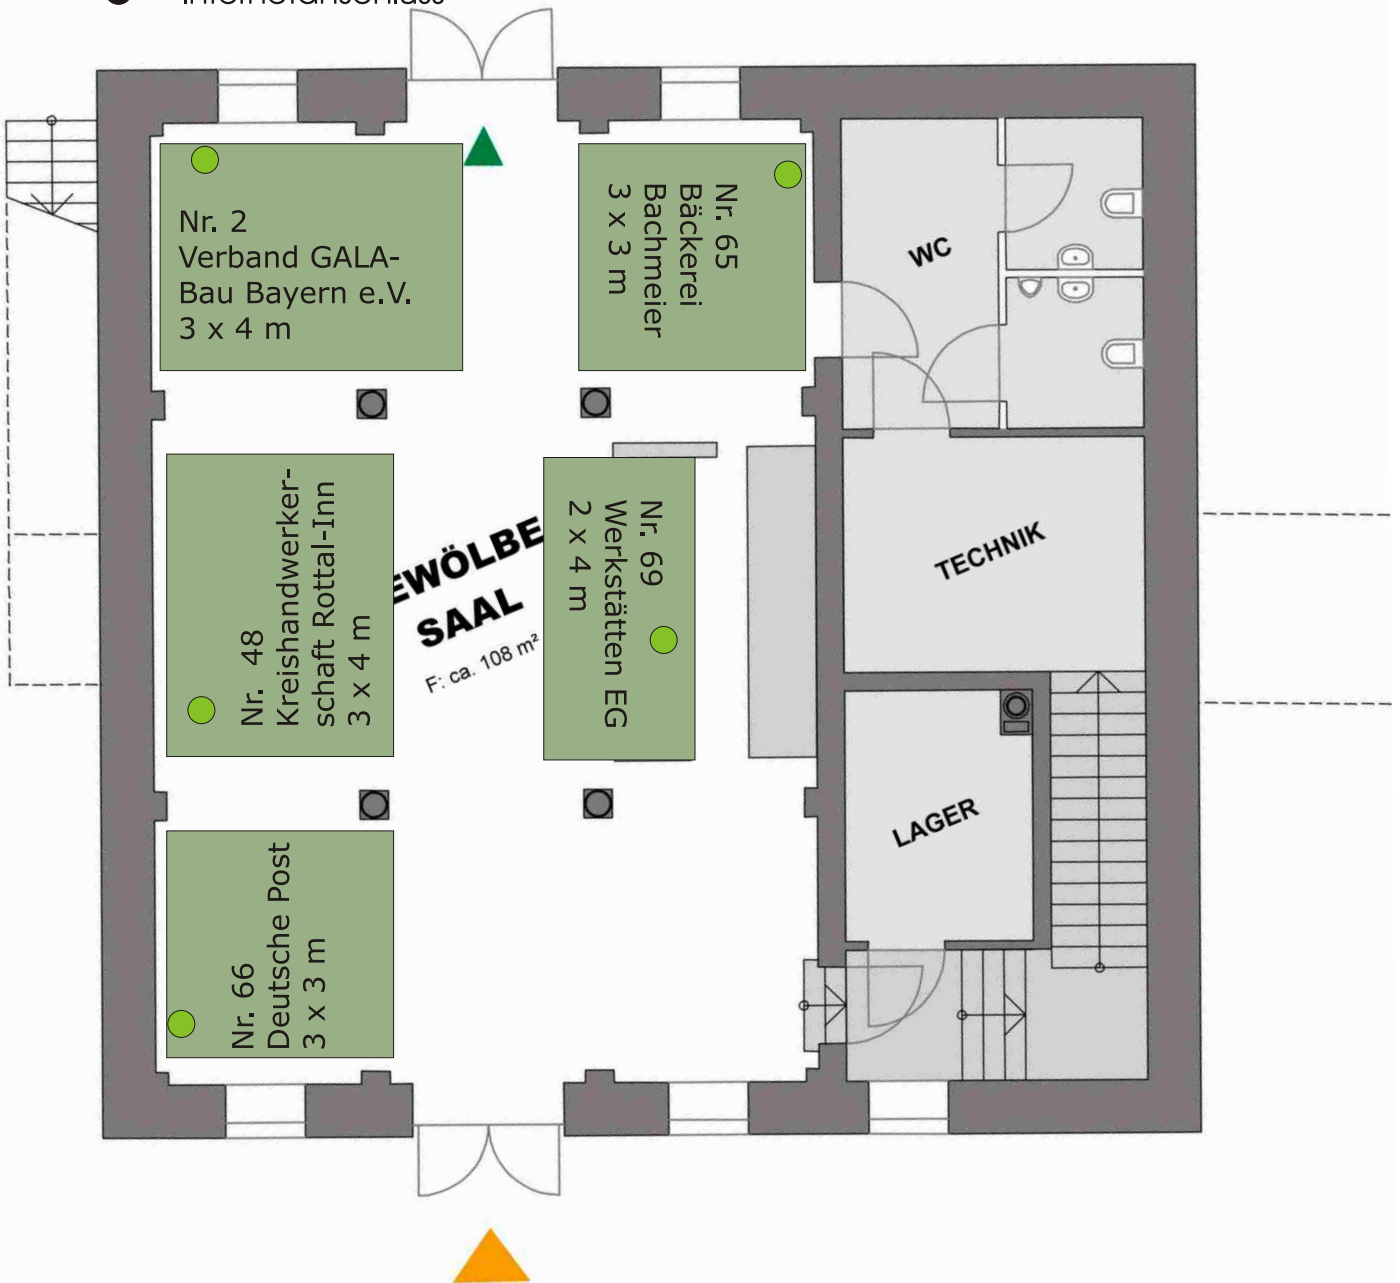 Internetanschluss
Nr. 2
Verband GALA-
Bau Bayern e.V.
3 x 4 m
Nr. 65
Bäckerei
Bachmeier
3 x 3 m
WC
Nr. 48
Kreishandwerker-
schaft Rottal-Inn
3 x 4 m
EWÖLBE
SAAL
F: ca. 108 m²
Nr. 69
Werkstätten EG
2 x 4 m
TECHNIK
LAGER
Nr. 66
Deutsche Post
3 x 3 m